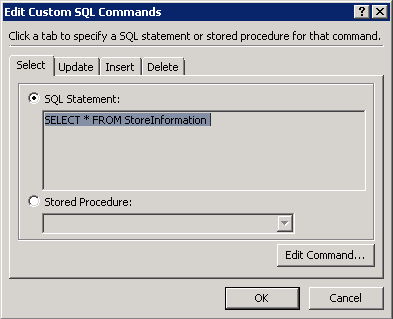 Edit Custom SQL Commands
Click a tab to specify a SQL statement or stored procedure for that command.
Select Update Insert Delete
SQL Statement:
SELECT * FROM StoreInformation
Stored Procedure:
Edit Command...
OK Cancel